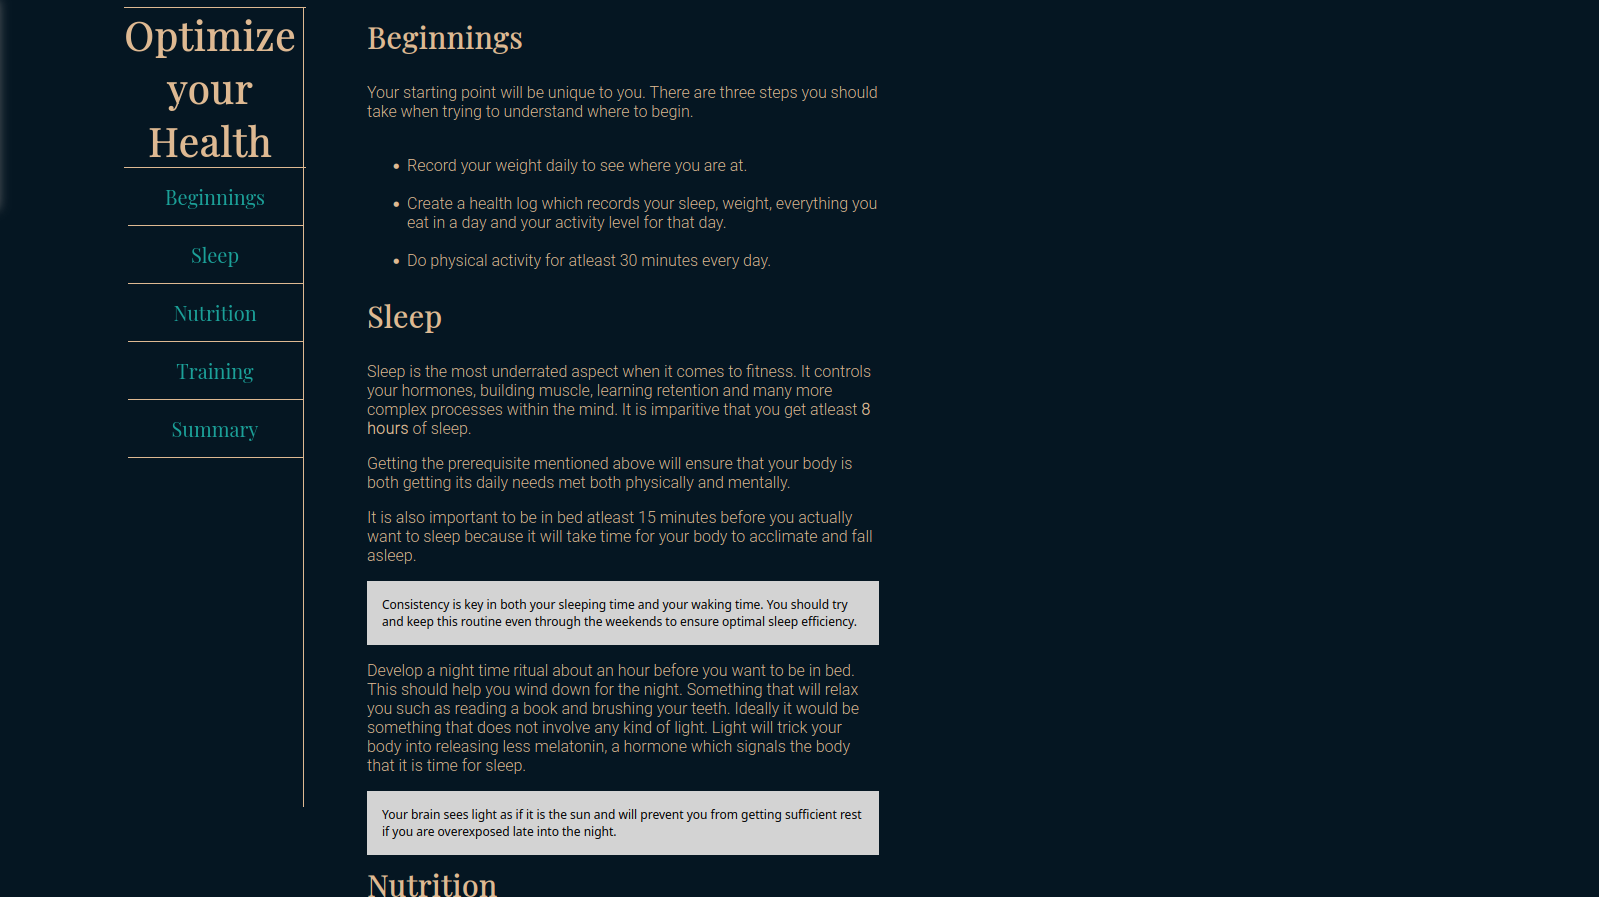 Optimize
your
Health
Beginnings
Sleep
Nutrition
Training
Summary
Beginnings
Your starting point will be unique to you. There are three steps you should
take when trying to understand where to begin.
Record your weight daily to see where you are at.
Create a health log which records your sleep, weight, everything you
eat in a day and your activity level for that day.
Do physical activity for atleast 30 minutes every day.
Sleep
Sleep is the most underrated aspect when it comes to fitness. It controls
your hormones, building muscle, learning retention and many more
complex processes within the mind. It is imparitive that you get atleast 8
hours of sleep.
Getting the prerequisite mentioned above will ensure that your body is
both getting its daily needs met both physically and mentally.
It is also important to be in bed atleast 15 minutes before you actually
want to sleep because it will take time for your body to acclimate and fall
asleep.
Consistency is key in both your sleeping time and your waking time. You should try
and keep this routine even through the weekends to ensure optimal sleep efficiency.
Develop a night time ritual about an hour before you want to be in bed.
This should help you wind down for the night. Something that will relax
you such as reading a book and brushing your teeth. Ideally it would be
something that does not involve any kind of light. Light will trick your
body into releasing less melatonin, a hormone which signals the body
that it is time for sleep.
Your brain sees light as if it is the sun and will prevent you from getting sufficient rest
if you are overexposed late into the night.
Nutrition